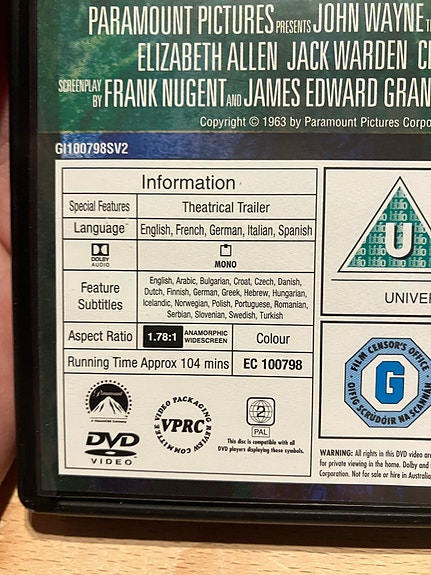 PARAMOUNT PICTURES PRESENTS JOHN WAYNE
ELIZABETH ALLEN JACK WARDEN
SCREENPLAY BY FRANK NUGENT AND JAMES EDWARD GRAN
Copyright © 1963 by Paramount Pictures Corpo
GI100798SV2
Information
Special Features Theatrical Trailer
Language English, French, German, Italian, Spanish
DOLBY AUDIO MONO
Feature Subtitles
English, Arabic, Bulgarian, Croat, Czech, Danish,
Dutch, Finnish, German, Greek, Hebrew, Hungarian,
Icelandic, Norwegian, Polish, Portuguese, Romanian,
Serbian, Slovenian, Swedish, Turkish
Aspect Ratio 1.78:1 ANAMORPHIC WIDESCREEN Colour
Running Time Approx 104 mins EC 100798
U
UNIVER
Paramount
DVD
VIDEO
VIDEO PACKAGING REVIEW COMMITTEE
VPRC
2
PAL
This disc is compatible with all
DVD players displaying these symbols.
FILM CENSOR'S OFFICE
G
OIFIG SCRÚDÓIR NA SCANNÁN
WARNING: All rights in this DVD video are
for private viewing in the home. Dolby and
Corporation. Not for sale or hire in Australia